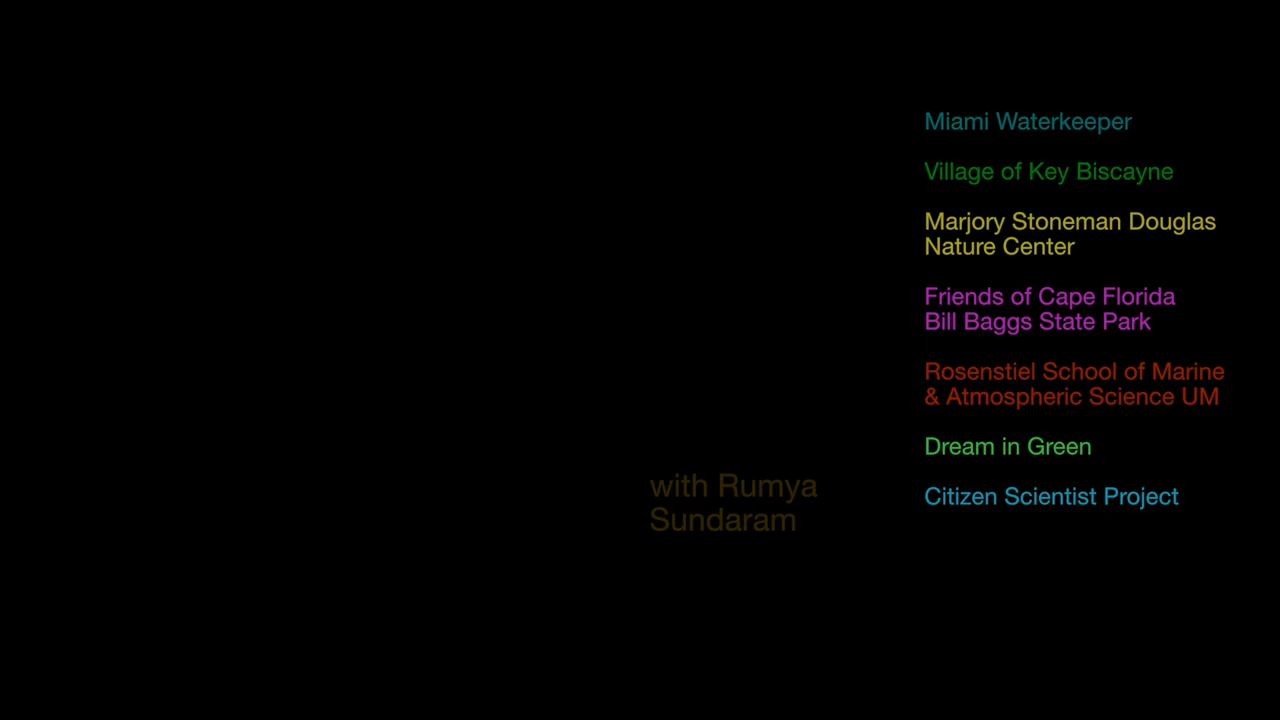 Miami Waterkeeper
Village of Key Biscayne
Marjory Stoneman Douglas
Nature Center
Friends of Cape Florida
Bill Baggs State Park
Rosenstiel School of Marine
& Atmospheric Science UM
Dream in Green
Citizen Scientist Project
with Rumya
Sundaram